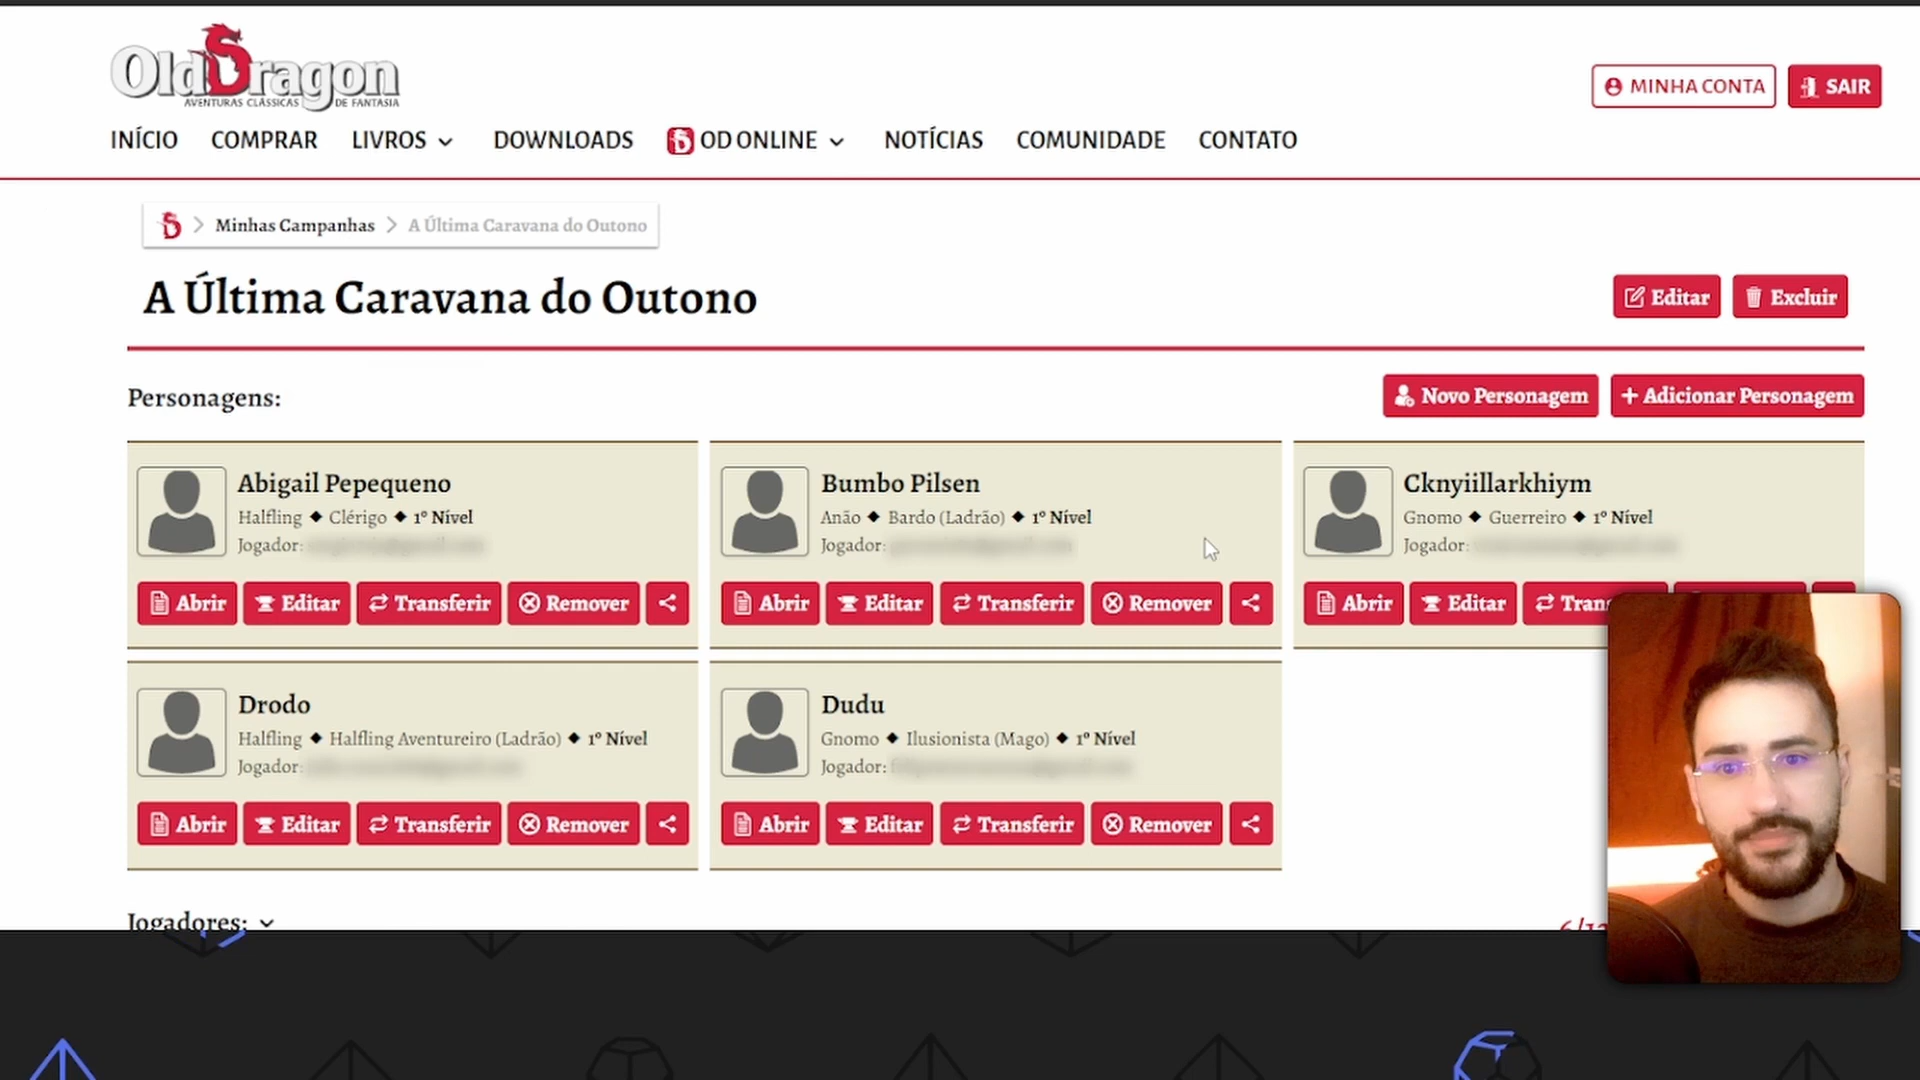 OldDragon
AVENTURAS CLÁSSICAS DE FANTASIA
MINHA CONTA
SAIR
INÍCIO COMPRAR LIVROS DOWNLOADS OD ONLINE NOTÍCIAS COMUNIDADE CONTATO
Minhas Campanhas A Última Caravana do Outono
A Última Caravana do Outono
Editar Excluir
Personagens:
Novo Personagem + Adicionar Personagem
Abigail Pepequeno
Halfling ◆ Clérigo ◆ 1º Nível
Jogador:
Abrir Editar Transferir Remover
Bumbo Pilsen
Anão ◆ Bardo (Ladrão) ◆ 1º Nível
Jogador:
Abrir Editar Transferir Remover
Cknyiillarkhiym
Gnomo ◆ Guerreiro ◆ 1º Nível
Jogador:
Abrir Editar Trans
Drodo
Halfling ◆ Halfling Aventureiro (Ladrão) ◆ 1º Nível
Jogador:
Abrir Editar Transferir Remover
Dudu
Gnomo ◆ Ilusionista (Mago) ◆ 1º Nível
Jogador:
Abrir Editar Transferir Remover
Jogadores: